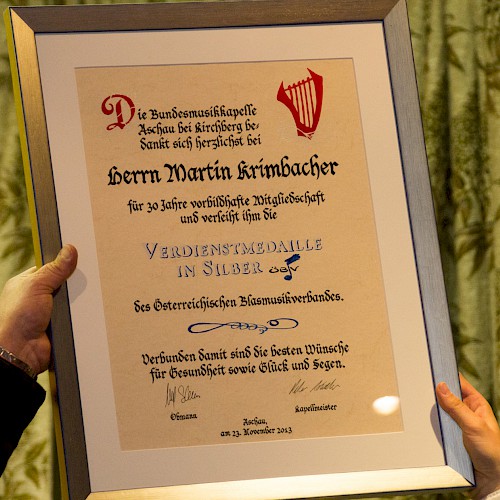 Die Bundesmusikkapelle
Aschau bei Kirchberg be=
dankt sich herzlichst bei
Herrn Martin Krimbacher
für 30 Jahre vorbildhafte Mitgliedschaft
und verleiht ihm die
VERDIENSTMEDAILLE
IN SILBER
des Österreichischen Blasmusikverbandes.
Verbunden damit sind die besten Wünsche
für Gesundheit sowie Glück und Segen.
Obmann Kapellmeister
Aschau,
am 23. November 2013